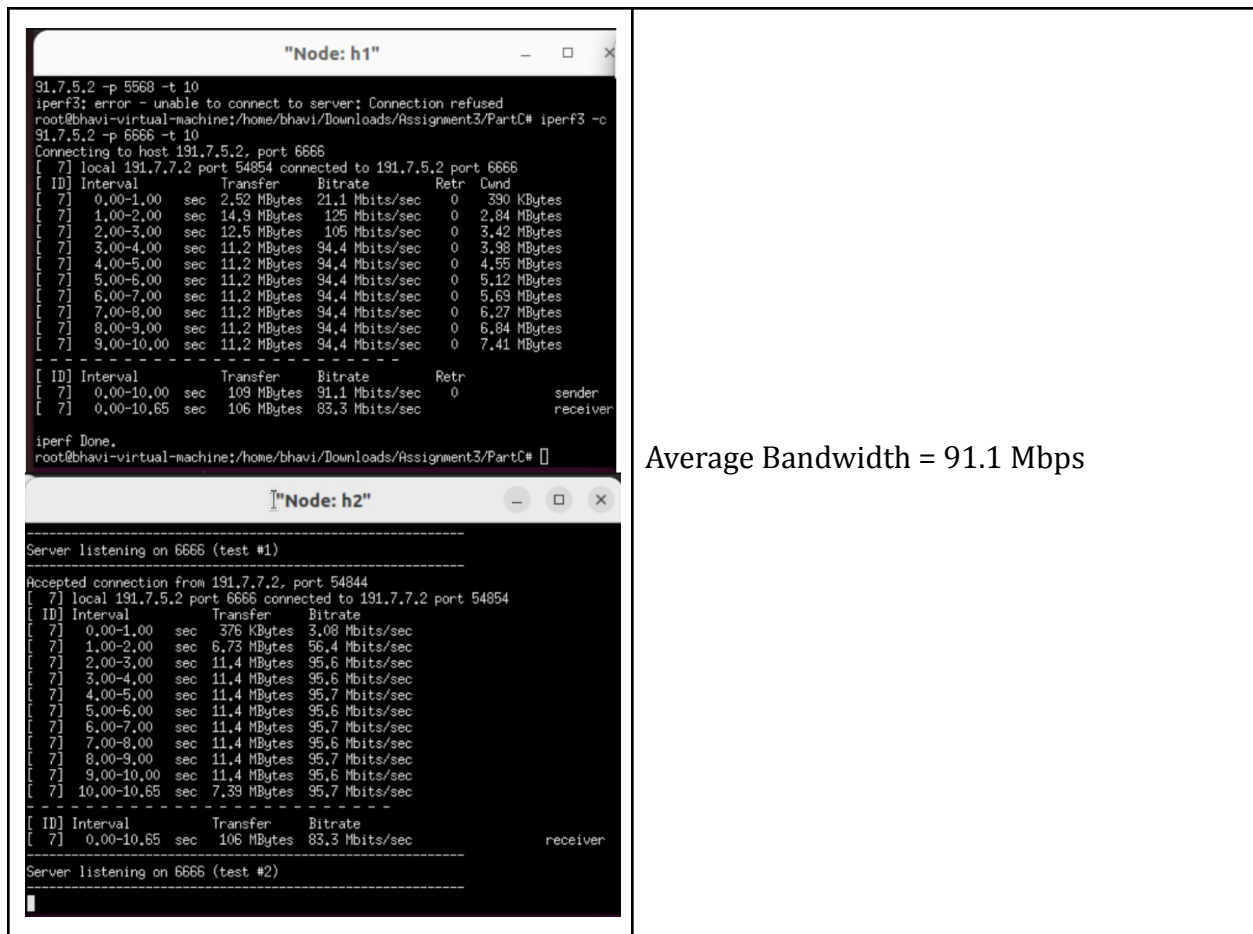 "Node: h1"
91.7.5.2 -p 5568 -t 10
iperf3: error - unable to connect to server: Connection refused
root@bhavi-virtual-machine:/home/bhavi/Downloads/Assignment3/PartC# iperf3 -c
91.7.5.2 -p 6666 -t 10
Connecting to host 191.7.5.2, port 6666
[  7] local 191.7.7.2 port 54854 connected to 191.7.5.2 port 6666
[ ID] Interval           Transfer     Bitrate         Retr  Cwnd
[  7]   0.00-1.00   sec  2.52 MBytes  21.1 Mbits/sec    0    390 KBytes
[  7]   1.00-2.00   sec  14.9 MBytes   125 Mbits/sec    0   2.84 MBytes
[  7]   2.00-3.00   sec  12.5 MBytes   105 Mbits/sec    0   3.42 MBytes
[  7]   3.00-4.00   sec  11.2 MBytes  94.4 Mbits/sec    0   3.98 MBytes
[  7]   4.00-5.00   sec  11.2 MBytes  94.4 Mbits/sec    0   4.55 MBytes
[  7]   5.00-6.00   sec  11.2 MBytes  94.4 Mbits/sec    0   5.12 MBytes
[  7]   6.00-7.00   sec  11.2 MBytes  94.4 Mbits/sec    0   5.69 MBytes
[  7]   7.00-8.00   sec  11.2 MBytes  94.4 Mbits/sec    0   6.27 MBytes
[  7]   8.00-9.00   sec  11.2 MBytes  94.4 Mbits/sec    0   6.84 MBytes
[  7]   9.00-10.00  sec  11.2 MBytes  94.4 Mbits/sec    0   7.41 MBytes
- - - - - - - - - - - - - - - - - - - - - - - - -
[ ID] Interval           Transfer     Bitrate         Retr
[  7]   0.00-10.00  sec   109 MBytes  91.1 Mbits/sec    0             sender
[  7]   0.00-10.65  sec   106 MBytes  83.3 Mbits/sec                  receiver
iperf Done.
root@bhavi-virtual-machine:/home/bhavi/Downloads/Assignment3/PartC#
"Node: h2"
-----------------------------------------------------------
Server listening on 6666 (test #1)
-----------------------------------------------------------
Accepted connection from 191.7.7.2, port 54844
[  7] local 191.7.5.2 port 6666 connected to 191.7.7.2 port 54854
[ ID] Interval           Transfer     Bitrate
[  7]   0.00-1.00   sec   376 KBytes  3.08 Mbits/sec
[  7]   1.00-2.00   sec  6.73 MBytes  56.4 Mbits/sec
[  7]   2.00-3.00   sec  11.4 MBytes  95.6 Mbits/sec
[  7]   3.00-4.00   sec  11.4 MBytes  95.6 Mbits/sec
[  7]   4.00-5.00   sec  11.4 MBytes  95.7 Mbits/sec
[  7]   5.00-6.00   sec  11.4 MBytes  95.6 Mbits/sec
[  7]   6.00-7.00   sec  11.4 MBytes  95.7 Mbits/sec
[  7]   7.00-8.00   sec  11.4 MBytes  95.6 Mbits/sec
[  7]   8.00-9.00   sec  11.4 MBytes  95.7 Mbits/sec
[  7]   9.00-10.00  sec  11.4 MBytes  95.6 Mbits/sec
[  7]  10.00-10.65  sec  7.39 MBytes  95.7 Mbits/sec
- - - - - - - - - - - - - - - - - - - - - - - - -
[ ID] Interval           Transfer     Bitrate
[  7]   0.00-10.65  sec   106 MBytes  83.3 Mbits/sec                  receiver
-----------------------------------------------------------
Server listening on 6666 (test #2)
-----------------------------------------------------------
Average Bandwidth = 91.1 Mbps